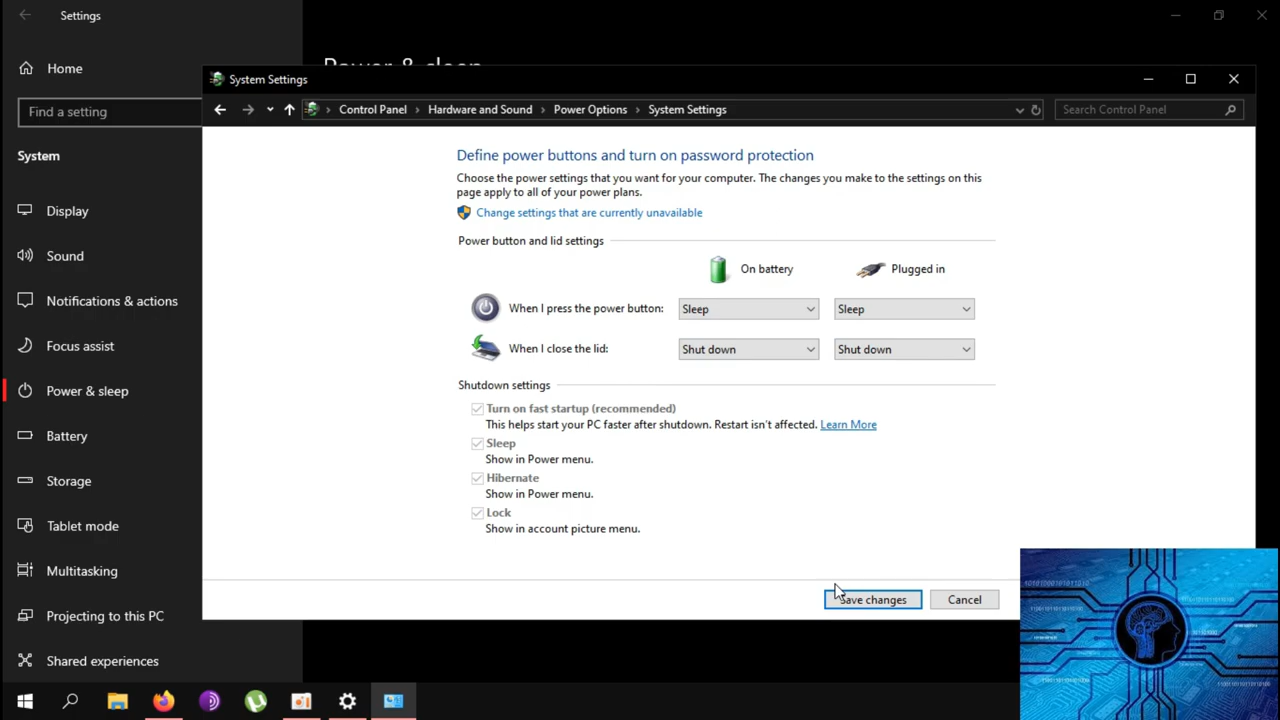 Settings
Home
Find a setting
System
Display
Sound
Notifications & actions
Focus assist
Power & sleep
Battery
Storage
Tablet mode
Multitasking
Projecting to this PC
Shared experiences
Power & sleep
System Settings
Control Panel > Hardware and Sound > Power Options > System Settings
Search Control Panel
Define power buttons and turn on password protection
Choose the power settings that you want for your computer. The changes you make to the settings on this
page apply to all of your power plans.
Change settings that are currently unavailable
Power button and lid settings
On battery Plugged in
When I press the power button: Sleep Sleep
When I close the lid: Shut down Shut down
Shutdown settings
Turn on fast startup (recommended)
This helps start your PC faster after shutdown. Restart isn't affected. Learn More
Sleep
Show in Power menu.
Hibernate
Show in Power menu.
Lock
Show in account picture menu.
Save changes Cancel